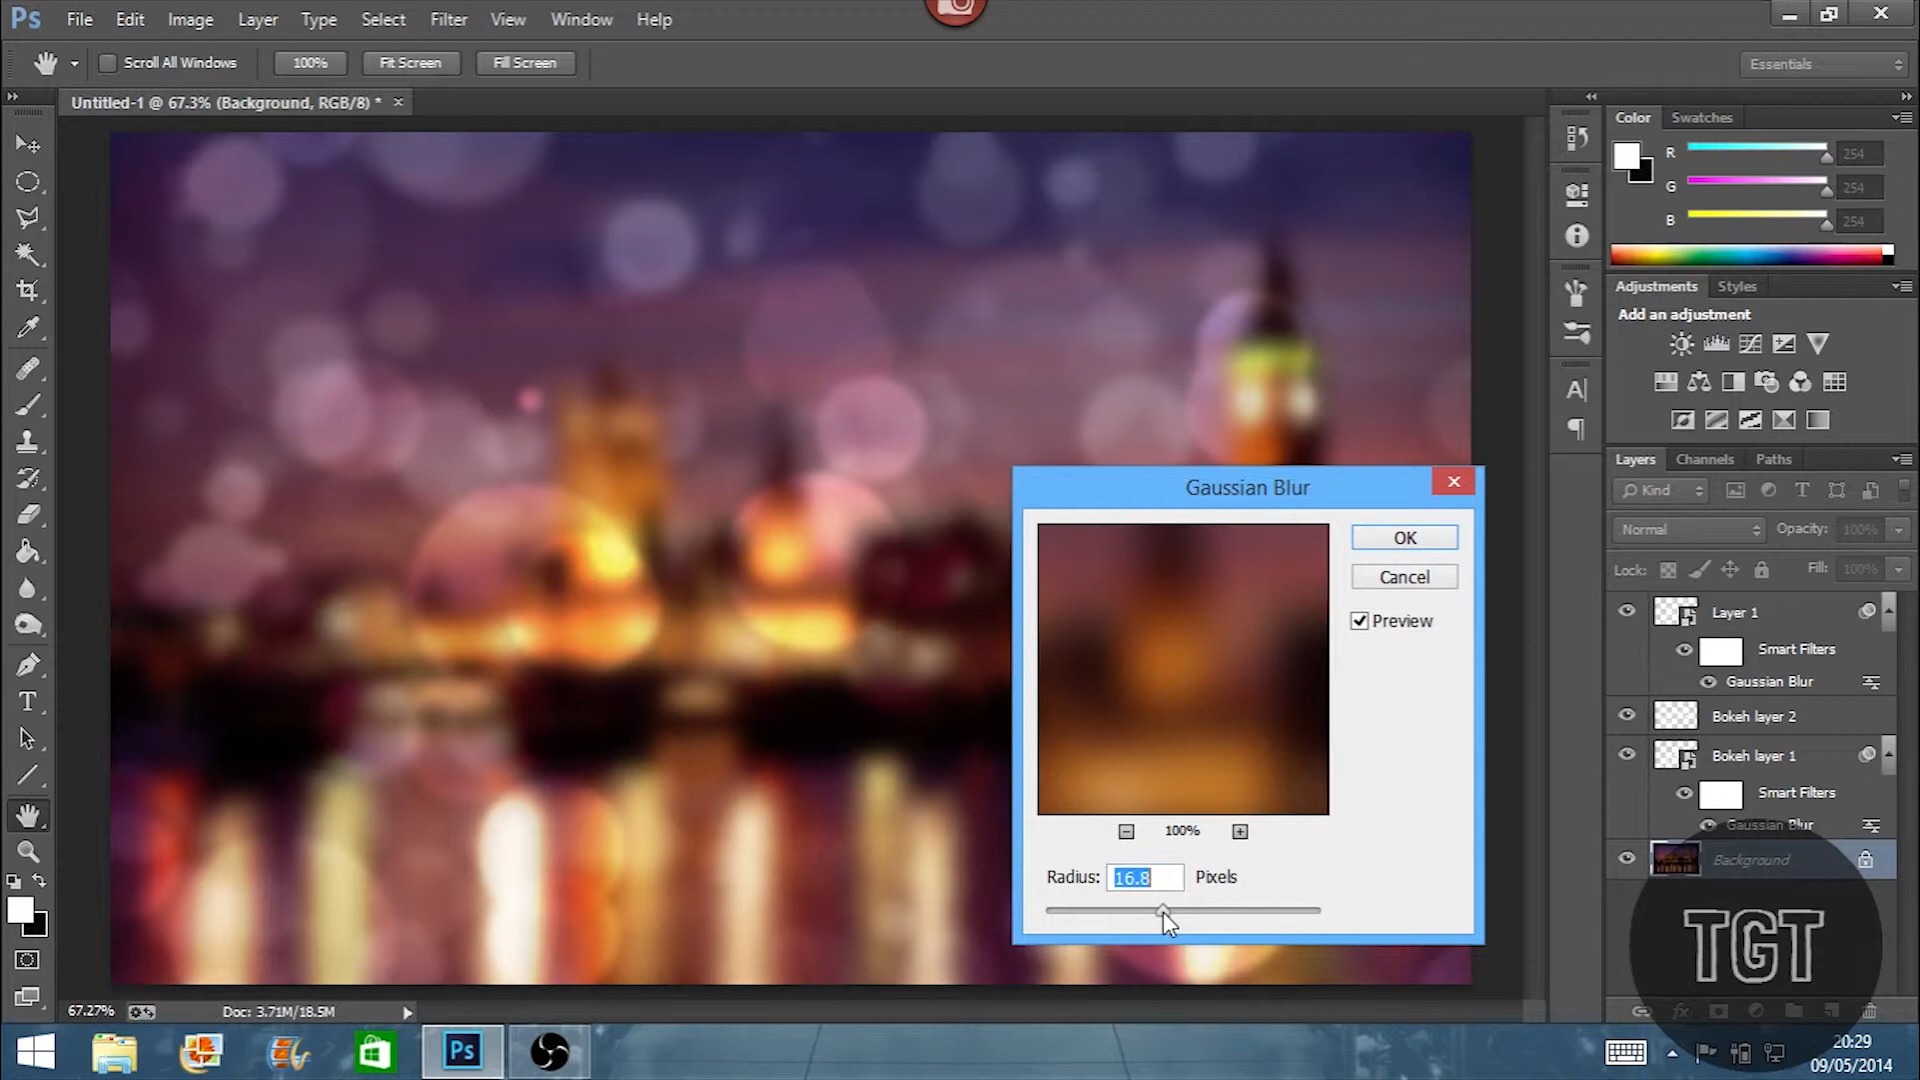 Ps File Edit Image Layer Type Select Filter View Window Help
Scroll All Windows 100% Fit Screen Fill Screen Essentials
Untitled-1 @ 67.3% (Background, RGB/8) * ×
Color Swatches
R 254
G 254
B 254
Adjustments Styles
Add an adjustment
Layers Channels Paths
Kind
Normal Opacity: 100%
Lock: Fill: 100%
Layer 1
Smart Filters
Gaussian Blur
Bokeh layer 2
Bokeh layer 1
Smart Filters
Gaussian Blur
Background
Gaussian Blur
OK
Cancel
Preview
100%
Radius: 16.8 Pixels
TGT
67.27% Doc: 3.71M/18.5M
Ps
20:29
09/05/2014